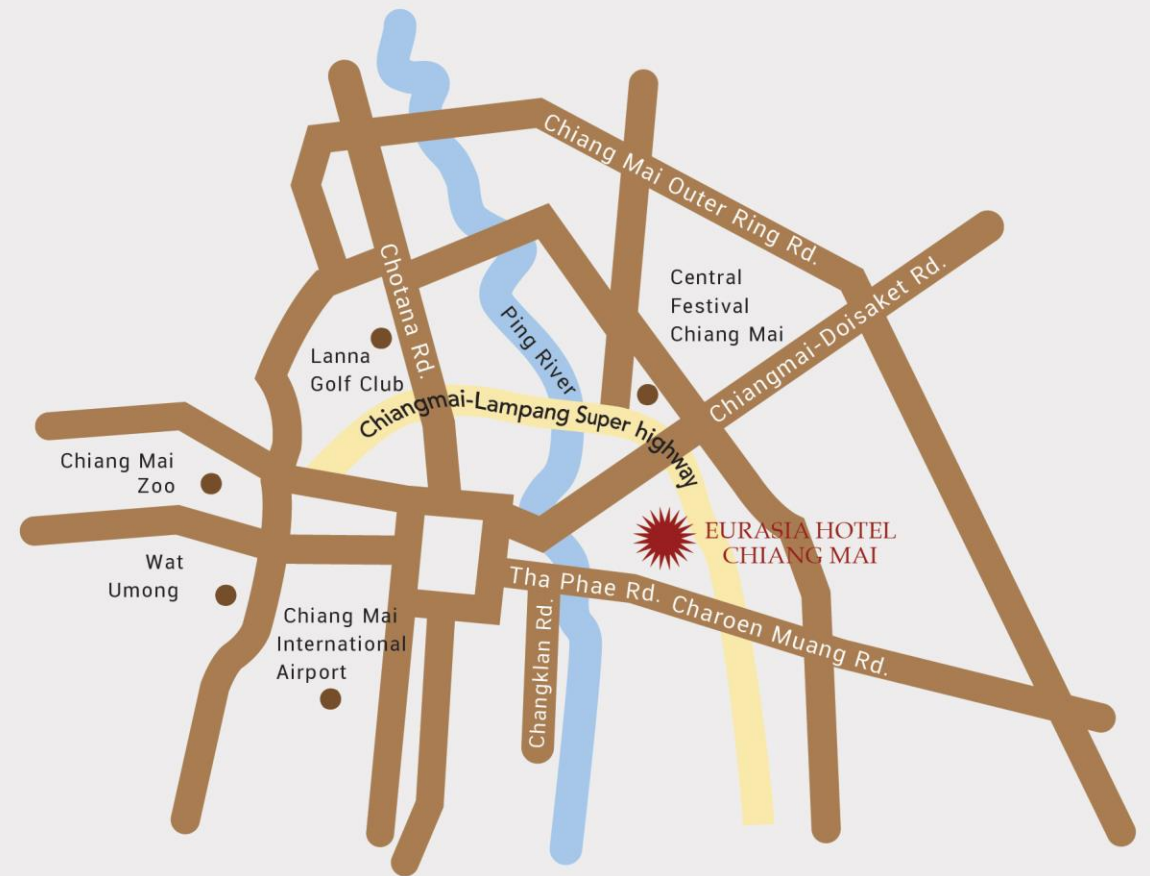 Chiang Mai Outer Ring Rd.
Chotana Rd.
Ping River
Central
Festival
Chiang Mai
Chiangmai-Doisaket Rd.
Lanna
Golf Club
Chiangmai-Lampang Super highway
Chiang Mai
Zoo
EURASIA HOTEL
CHIANG MAI
Wat
Umong
Tha Phae Rd.
Charoen Muang Rd.
Chiang Mai
International
Airport
Changklan Rd.